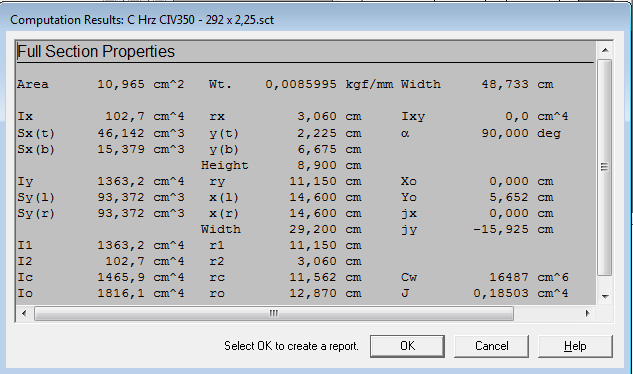 Computation Results: C Hrz CIV350 - 292 x 2,25.sct
Full Section Properties
Area 10,965 cm^2 Wt. 0,0085995 kgf/mm Width 48,733 cm
Ix 102,7 cm^4 rx 3,060 cm Ixy 0,0 cm^4
Sx(t) 46,142 cm^3 y(t) 2,225 cm α 90,000 deg
Sx(b) 15,379 cm^3 y(b) 6,675 cm
Height 8,900 cm
Iy 1363,2 cm^4 ry 11,150 cm Xo 0,000 cm
Sy(l) 93,372 cm^3 x(l) 14,600 cm Yo 5,652 cm
Sy(r) 93,372 cm^3 x(r) 14,600 cm jx 0,000 cm
Width 29,200 cm jy -15,925 cm
I1 1363,2 cm^4 r1 11,150 cm
I2 102,7 cm^4 r2 3,060 cm
Ic 1465,9 cm^4 rc 11,562 cm Cw 16487 cm^6
Io 1816,1 cm^4 ro 12,870 cm J 0,18503 cm^4
Select OK to create a report. OK Cancel Help